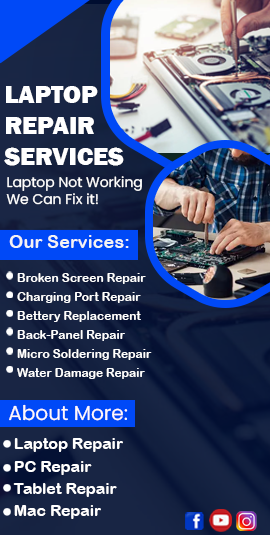 LAPTOP
REPAIR
SERVICES
Laptop Not Working
We Can Fix it!
Our Services:
Broken Screen Repair
Charging Port Repair
Bettery Replacement
Back-Panel Repair
Micro Soldering Repair
Water Damage Repair
About More:
Laptop Repair
PC Repair
Tablet Repair
Mac Repair